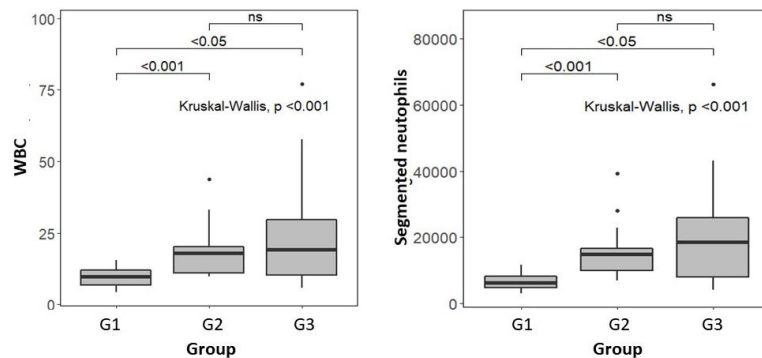 100
75
50
25
0
WBC
ns
<0.05
<0.001
Kruskal-Wallis, p <0.001
G1 G2 G3
Group
80000
60000
40000
20000
0
Segmented neutophils
ns
<0.05
<0.001
Kruskal-Wallis, p <0.001
G1 G2 G3
Group